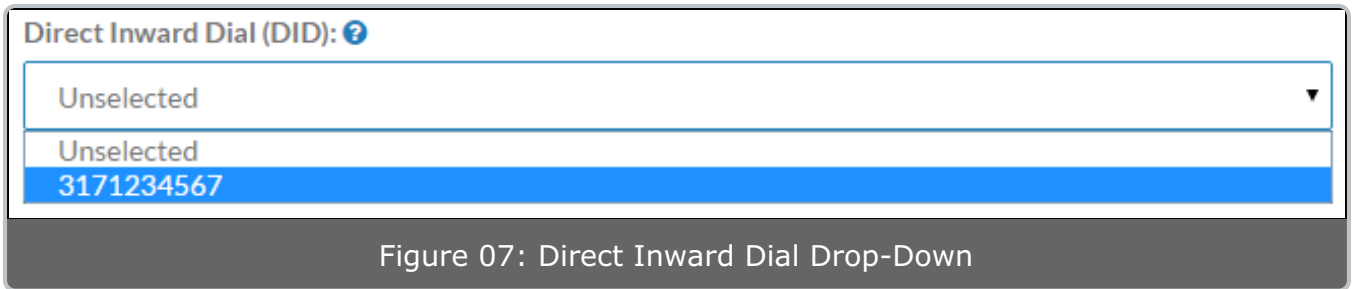 Direct Inward Dial (DID): ?
Unselected
Unselected
3171234567
Figure 07: Direct Inward Dial Drop-Down